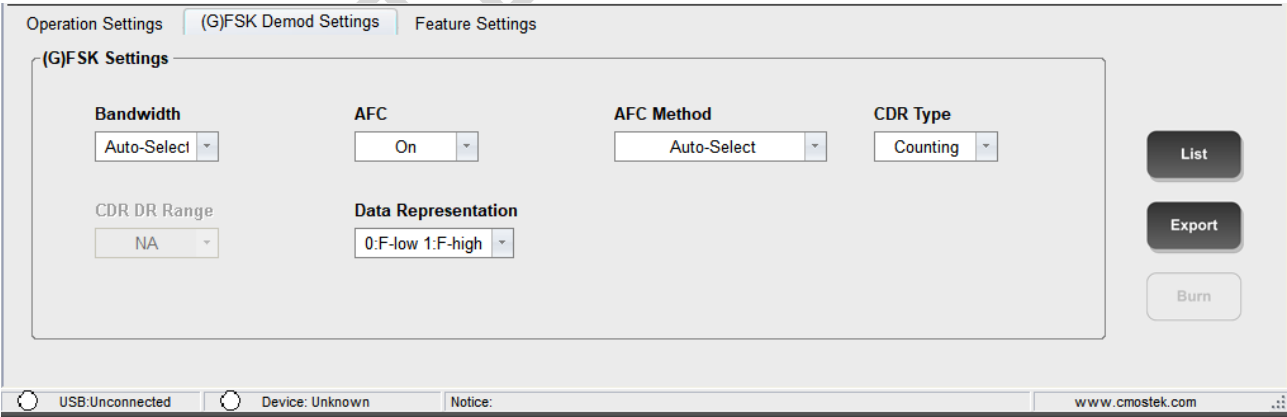 Operation Settings (G)FSK Demod Settings Feature Settings
(G)FSK Settings
Bandwidth AFC AFC Method CDR Type
Auto-Select On Auto-Select Counting
List
CDR DR Range Data Representation
NA 0:F-low 1:F-high
Export
Burn
USB:Unconnected Device: Unknown Notice: www.cmostek.com